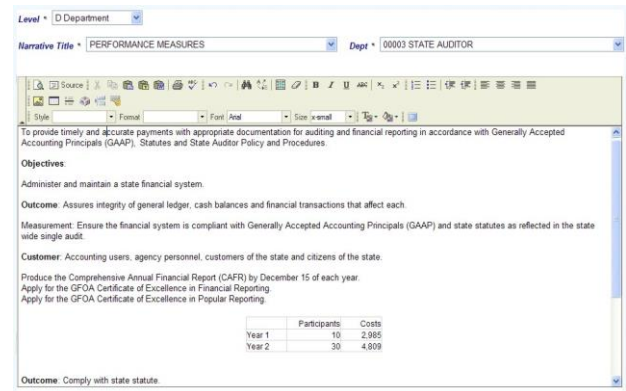 Level * D Department
Narrative Title * PERFORMANCE MEASURES Dept * 00003 STATE AUDITOR
Source B I U ABC x₂ x²
Style Format Font Arial Size x-small
To provide timely and accurate payments with appropriate documentation for auditing and financial reporting in accordance with Generally Accepted
Accounting Principals (GAAP), Statutes and State Auditor Policy and Procedures.
Objectives:
Administer and maintain a state financial system.
Outcome: Assures integrity of general ledger, cash balances and financial transactions that affect each.
Measurement: Ensure the financial system is compliant with Generally Accepted Accounting Principals (GAAP) and state statutes as reflected in the state
wide single audit.
Customer: Accounting users, agency personnel, customers of the state and citizens of the state.
Produce the Comprehensive Annual Financial Report (CAFR) by December 15 of each year.
Apply for the GFOA Certificate of Excellence in Financial Reporting.
Apply for the GFOA Certificate of Excellence in Popular Reporting.
Participants Costs
Year 1 10 2,985
Year 2 30 4,809
Outcome: Comply with state statute.